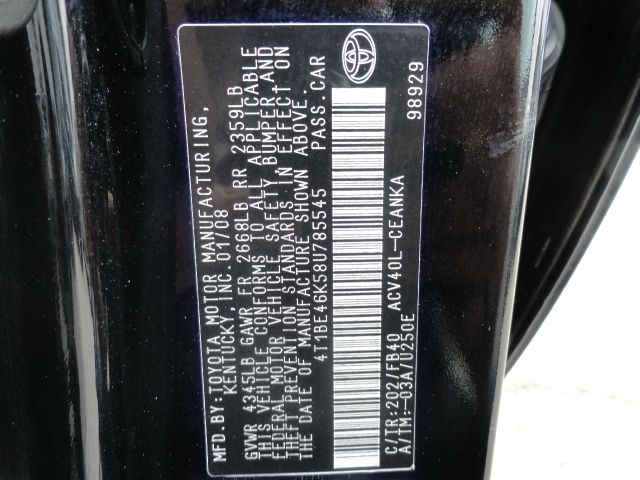 MFD.BY:TOYOTA MOTOR MANUFACTURING,
KENTUCKY,INC. 01/08
GVWR 4345LB GAWR FR 2668LB RR 2359LB
THIS VEHICLE CONFORMS TO ALL APPLICABLE
FEDERAL MOTOR VEHICLE SAFETY, BUMPER,AND
THEFT PREVENTION STANDARDS IN EFFECT ON
THE DATE OF MANUFACTURE SHOWN ABOVE.
4T1BE46K58U785545 PASS.CAR
C/TR:202/FB40 ACV40L-CEANKA
A/TM:-03A/U250E
98929